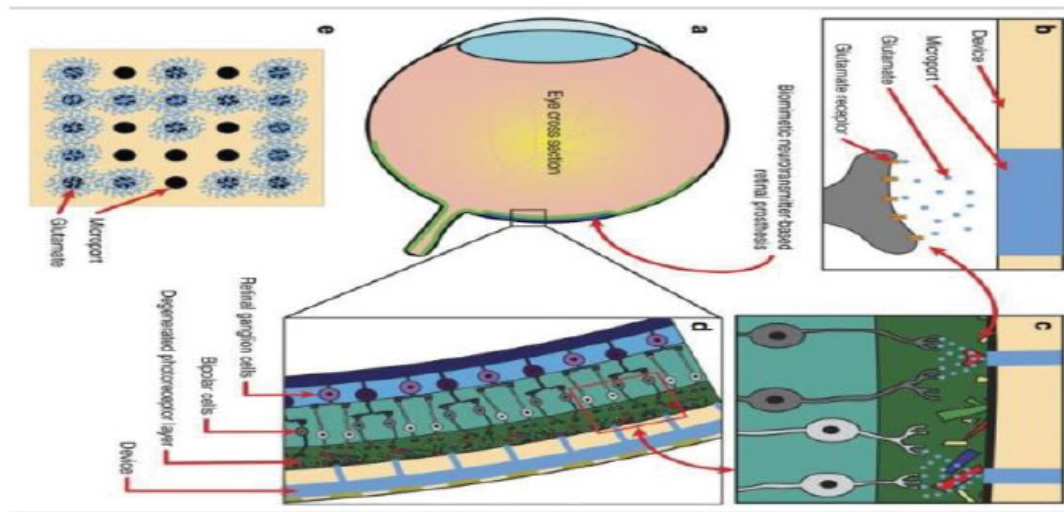 b
Device
Microport
Glutamate
Glutamate receptor
c
Biomimetic neurotransmitter-based
retinal prosthesis
a
Eye cross section
d
Retinal ganglion cells
Bipolar cells
Degenerated photoreceptor layer
Device
e
Microport
Glutamate